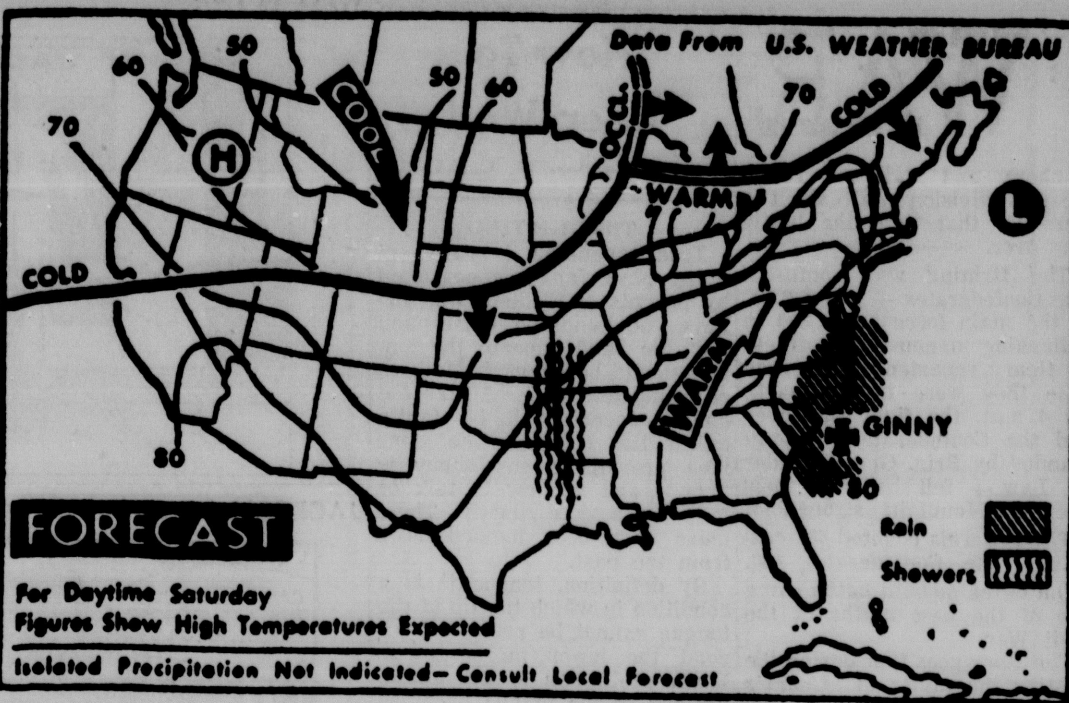 Data From U.S. WEATHER BUREAU
50
60
70
COOL
50
60
OCCL.
70
COLD
H
WARM
L
COLD
WARM
GINNY
80
80
FORECAST
Rain
Showers
For Daytime Saturday
Figures Show High Temperatures Expected
Isolated Precipitation Not Indicated—Consult Local Forecast